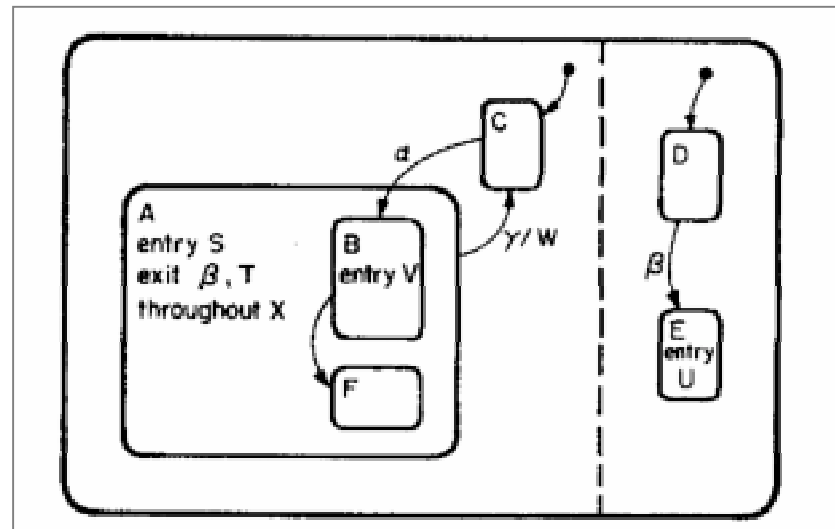 C
D
α
A
entry S
exit β, T
throughout X
B
entry V
γ/W
β
E
entry
U
F